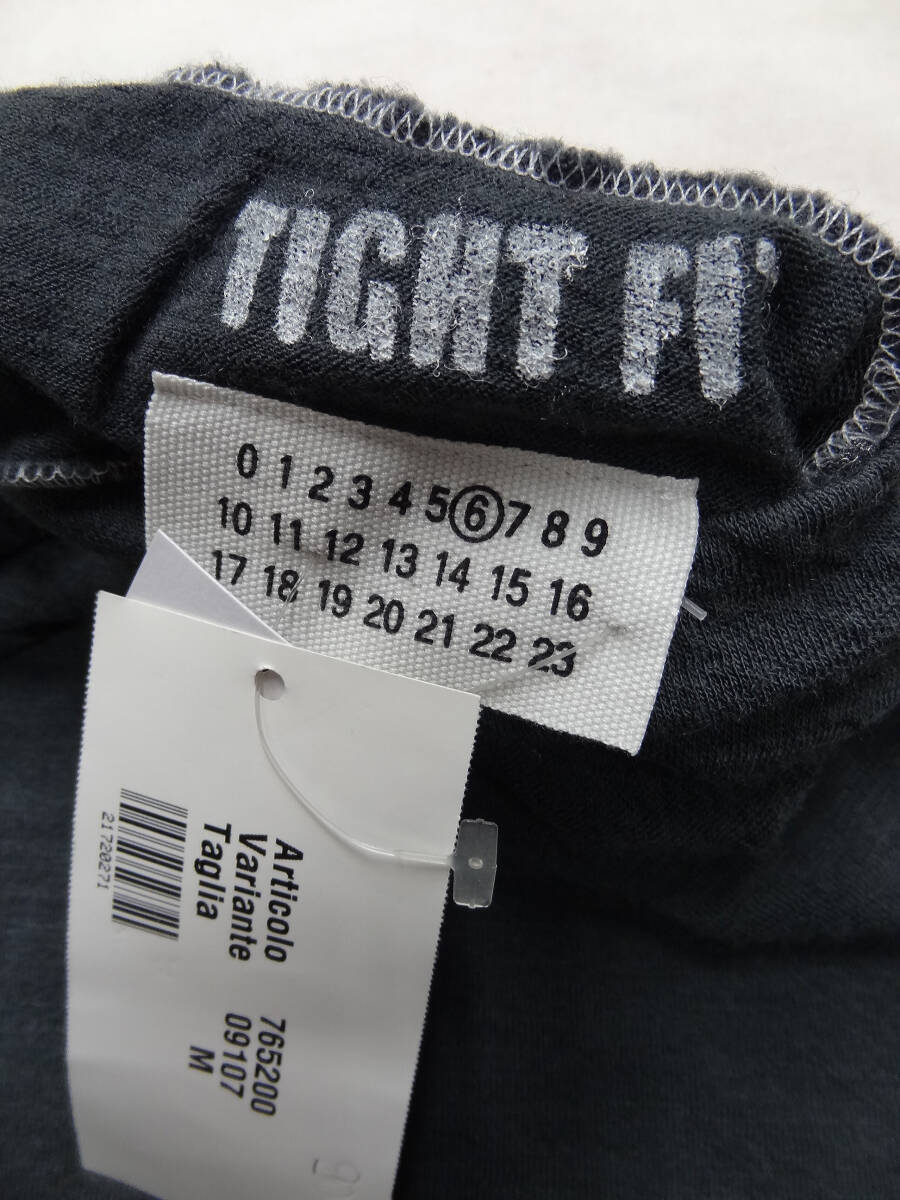 TIGHT FI
0 1 2 3 4 5 6 7 8 9
10 11 12 13 14 15 16
17 18 19 20 21 22 23
Articolo 765200
Variante 09107
Taglia M
21720271